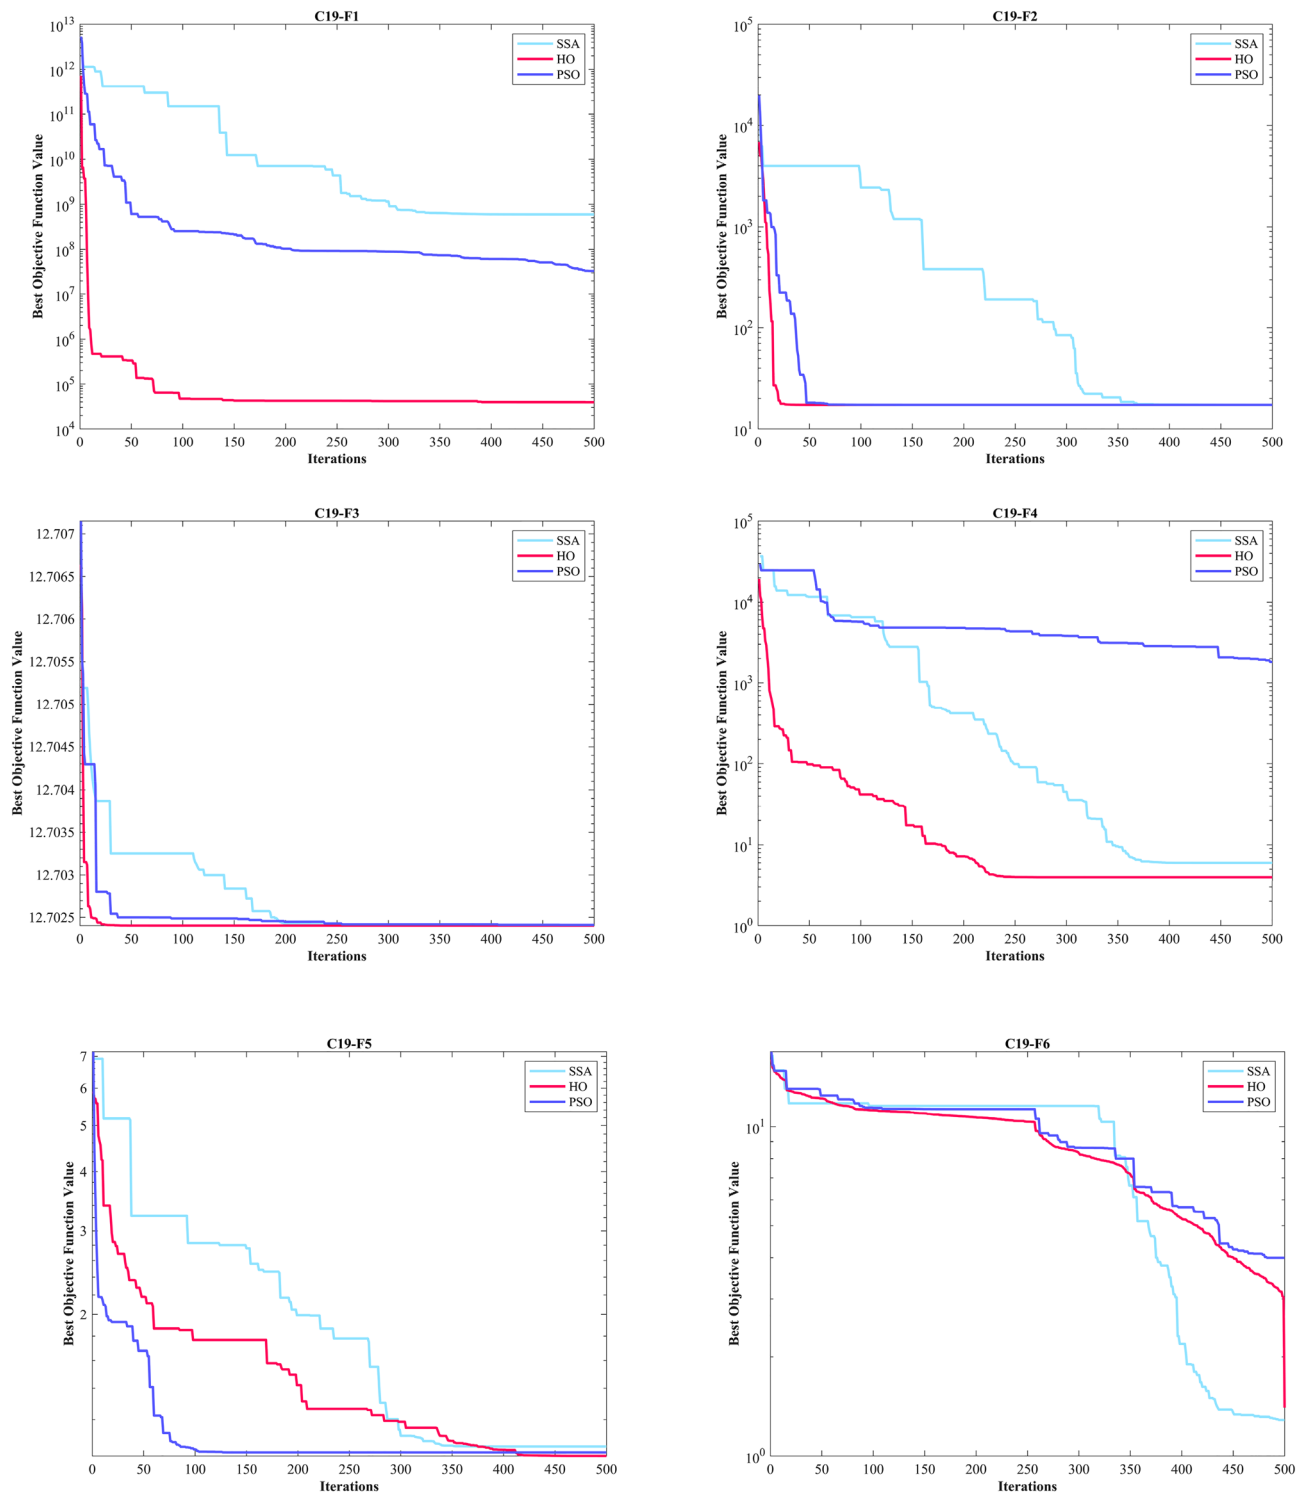 C19-F1
10^13
10^12
10^11
10^10
10^9
10^8
10^7
10^6
10^5
10^4
Best Objective Function Value
SSA
HO
PSO
0 50 100 150 200 250 300 350 400 450 500
Iterations
C19-F2
10^5
10^4
10^3
10^2
10^1
Best Objective Function Value
SSA
HO
PSO
0 50 100 150 200 250 300 350 400 450 500
Iterations
C19-F3
12.707
12.7065
12.706
12.7055
12.705
12.7045
12.704
12.7035
12.703
12.7025
Best Objective Function Value
SSA
HO
PSO
0 50 100 150 200 250 300 350 400 450 500
Iterations
C19-F4
10^5
10^4
10^3
10^2
10^1
10^0
Best Objective Function Value
SSA
HO
PSO
0 50 100 150 200 250 300 350 400 450 500
Iterations
C19-F5
7
6
5
4
3
2
Best Objective Function Value
SSA
HO
PSO
0 50 100 150 200 250 300 350 400 450 500
Iterations
C19-F6
10^1
10^0
Best Objective Function Value
SSA
HO
PSO
0 50 100 150 200 250 300 350 400 450 500
Iterations